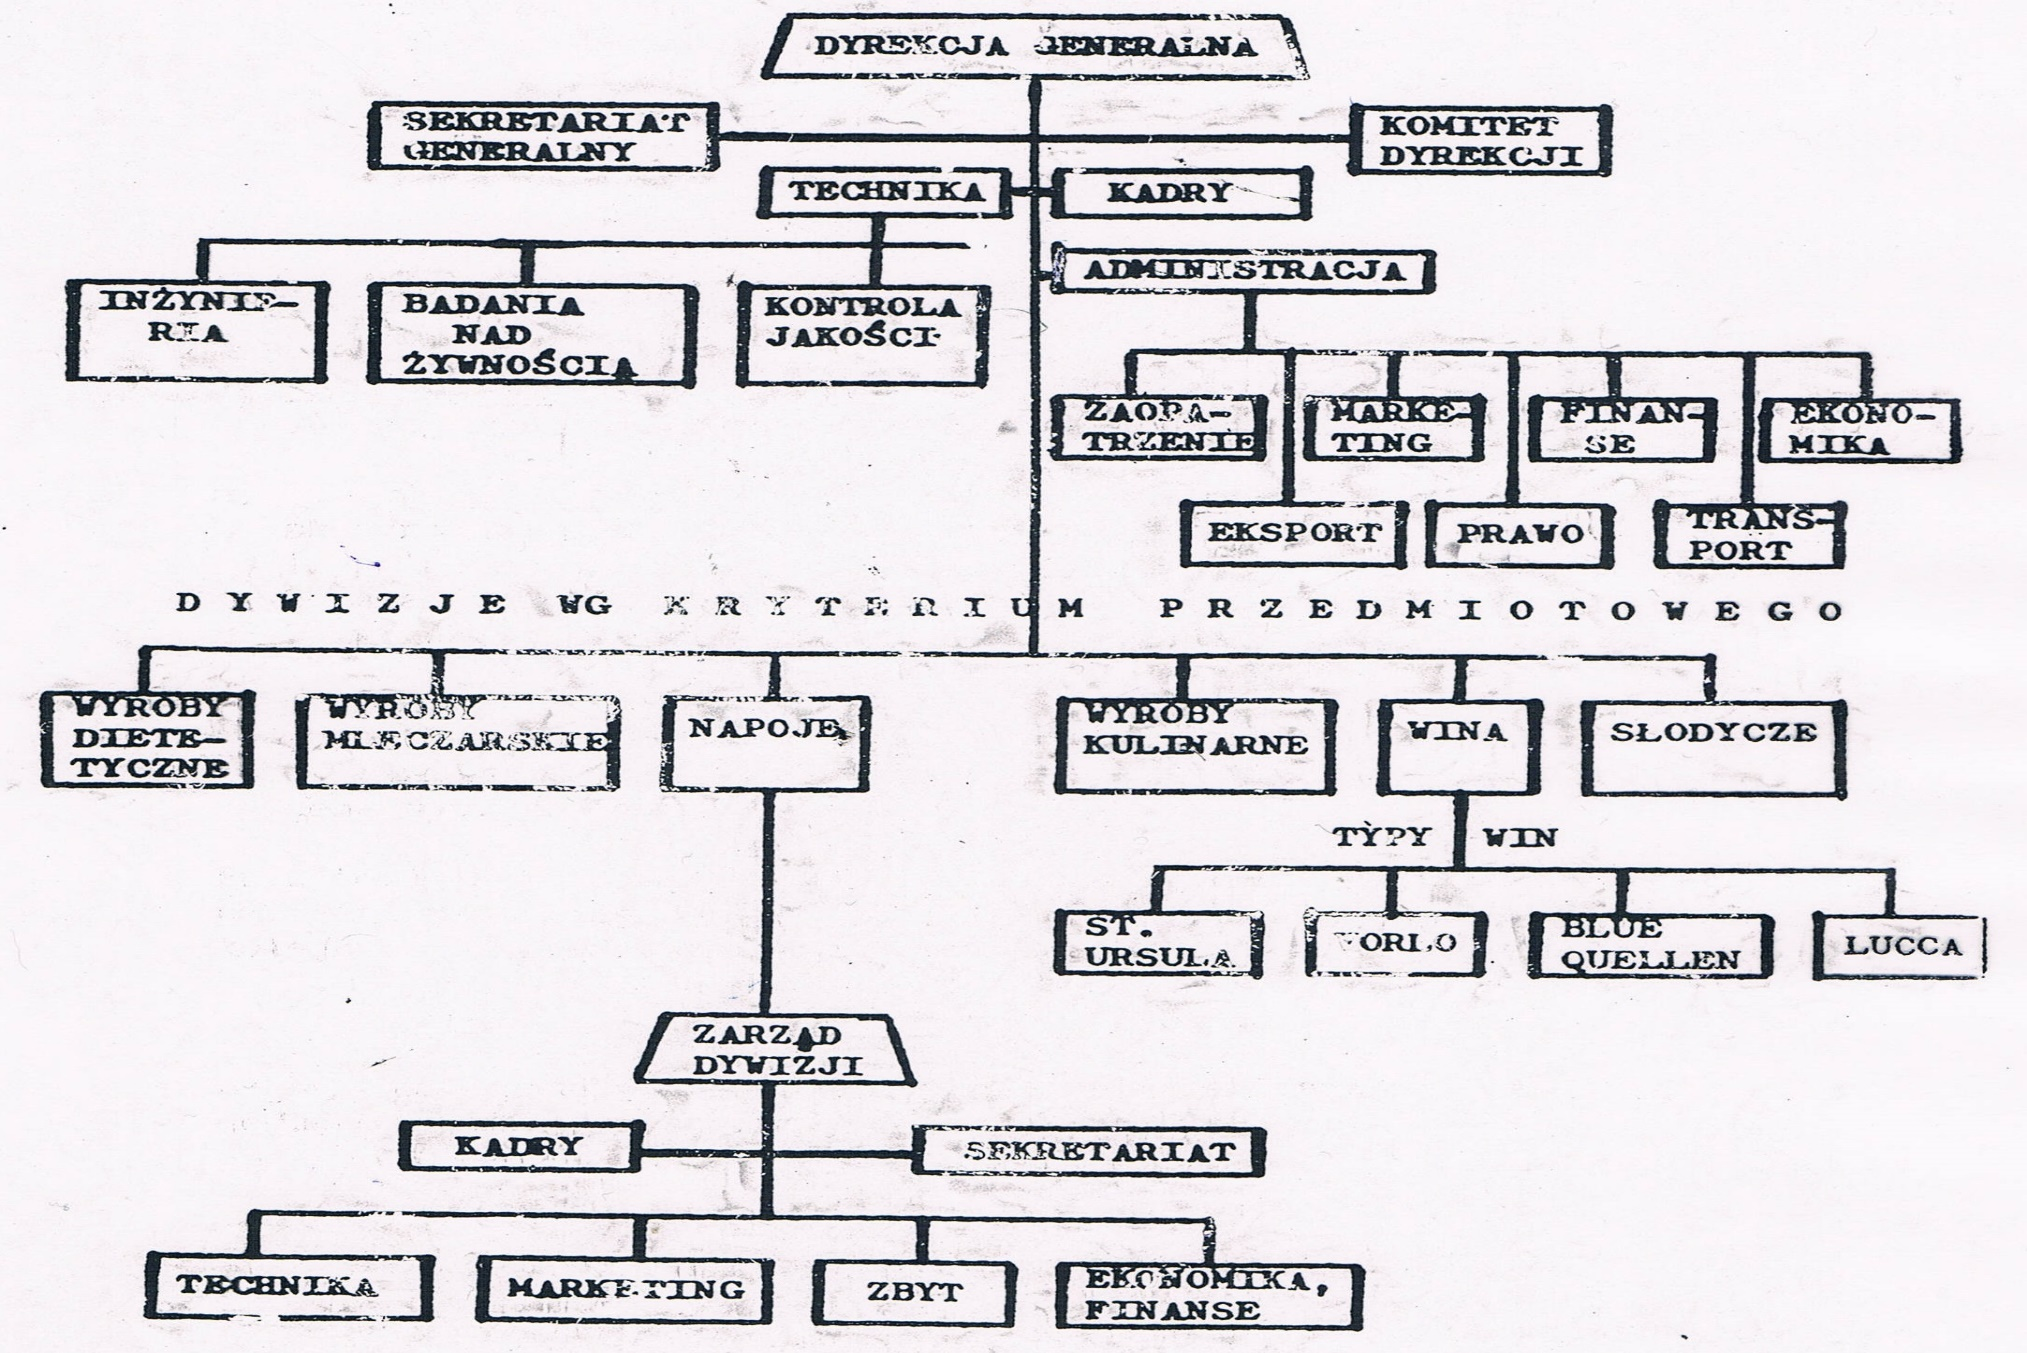 DYREKCJA GENERALNA
SEKRETARIAT
GENERALNY
KOMITET
DYREKCJI
TECHNIKA
KADRY
ADMINISTRACJA
INŻYNIE-
RIA
BADANIA
NAD
ŻYWNOŚCIĄ
KONTROLA
JAKOŚCI
ZAOPA-
TRZENIE
MARKE-
TING
FINAN-
SE
EKONO-
MIKA
EKSPORT
PRAWO
TRANS-
PORT
DYWIZJE WG KRYTERIUM PRZEDMIOTOWEGO
WYROBY
DIETE-
TYCZNE
WYROBY
MLECZARSKIE
NAPOJE
WYROBY
KULINARNE
WINA
SŁODYCZE
TYPY WIN
ST.
URSULA
BLUE
QUELLEN
LUCCA
ZARZĄD
DYWIZJI
KADRY
SEKRETARIAT
TECHNIKA
MARKETING
ZBYT
EKONOMIKA,
FINANSE